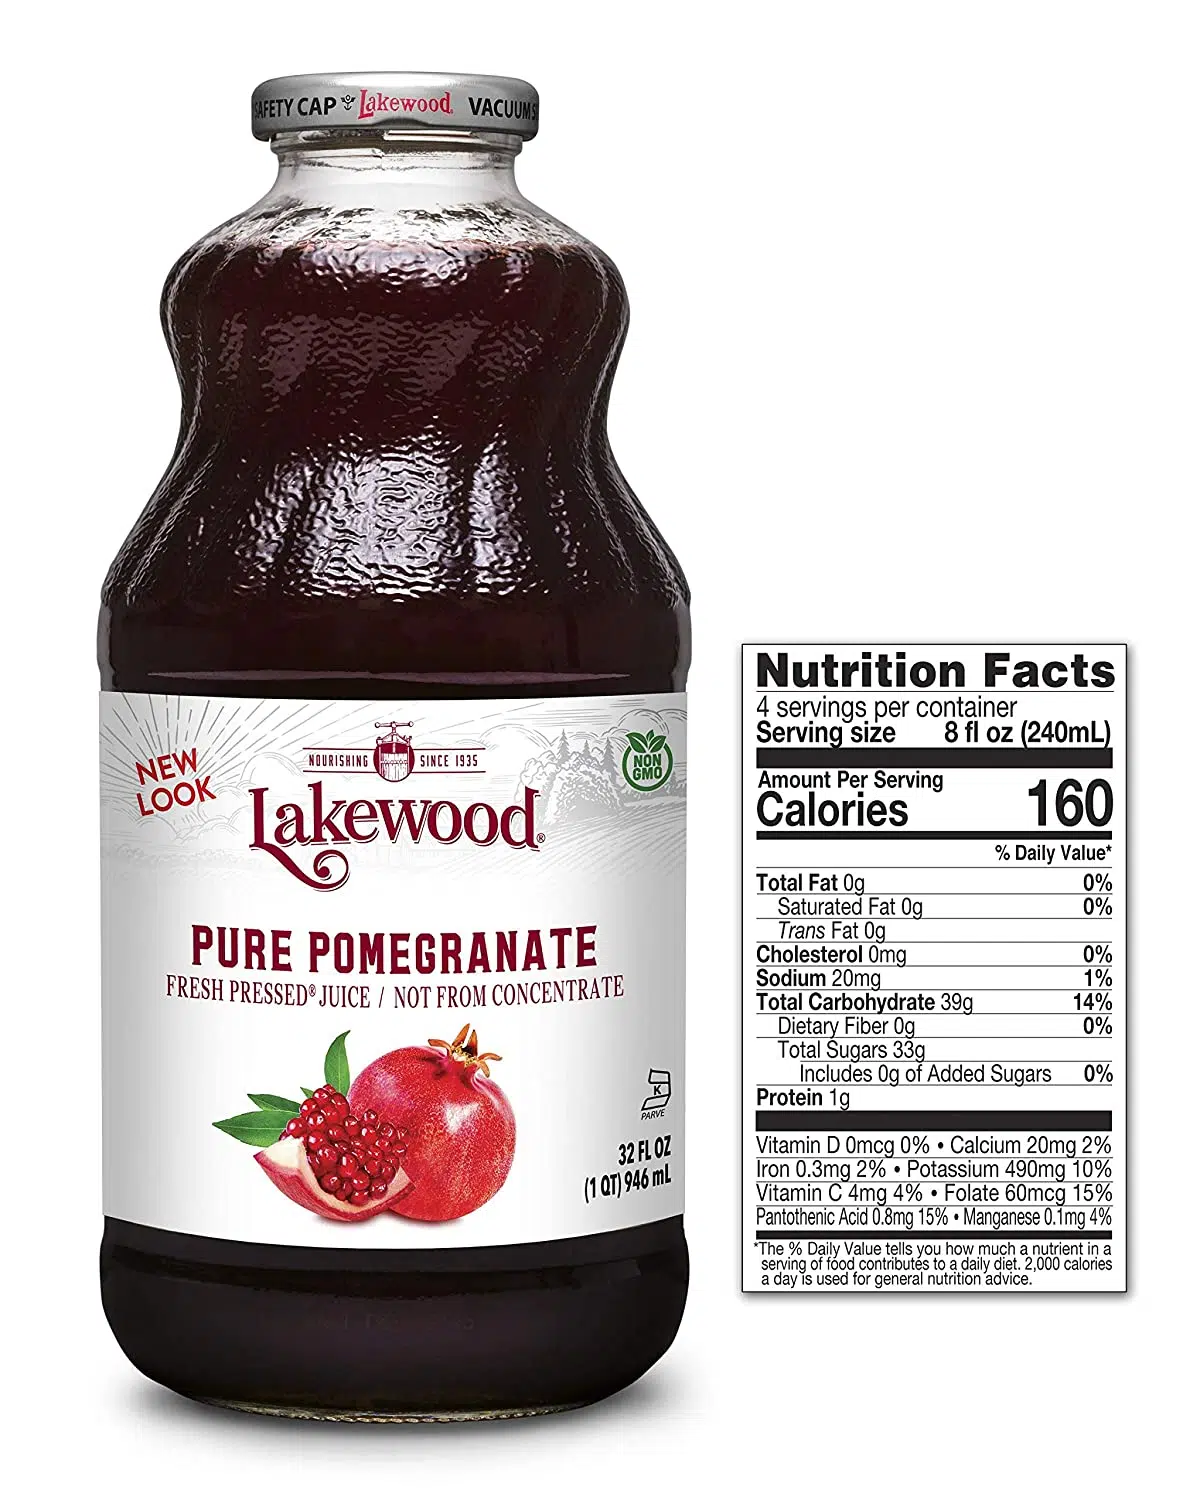 SAFETY CAP Lakewood® VACUUM S
NEW
LOOK
NOURISHING SINCE 1935
NON
GMO
Lakewood®
PURE POMEGRANATE
FRESH PRESSED® JUICE / NOT FROM CONCENTRATE
K
PARVE
32 FL OZ
(1 QT) 946 mL
Nutrition Facts
4 servings per container
Serving size 8 fl oz (240mL)
Amount Per Serving
Calories 160
% Daily Value*
Total Fat 0g 0%
Saturated Fat 0g 0%
Trans Fat 0g
Cholesterol 0mg 0%
Sodium 20mg 1%
Total Carbohydrate 39g 14%
Dietary Fiber 0g 0%
Total Sugars 33g
Includes 0g of Added Sugars 0%
Protein 1g
Vitamin D 0mcg 0% • Calcium 20mg 2%
Iron 0.3mg 2% • Potassium 490mg 10%
Vitamin C 4mg 4% • Folate 60mcg 15%
Pantothenic Acid 0.8mg 15% • Manganese 0.1mg 4%
*The % Daily Value tells you how much a nutrient in a
serving of food contributes to a daily diet. 2,000 calories
a day is used for general nutrition advice.